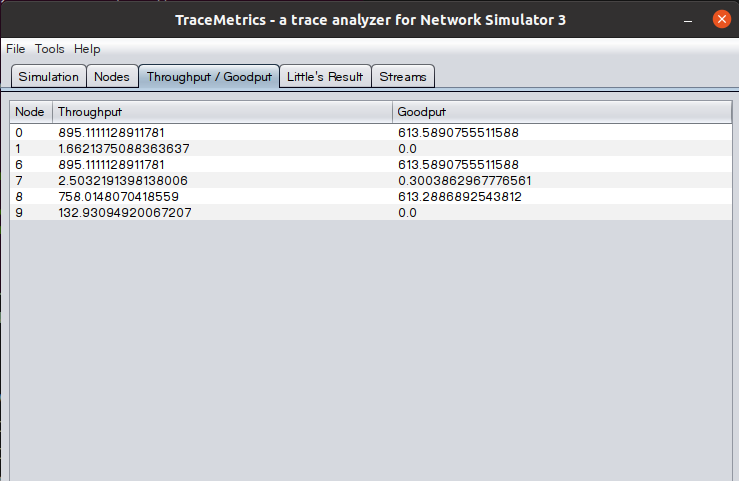 TraceMetrics - a trace analyzer for Network Simulator 3
File Tools Help
Simulation Nodes Throughput / Goodput Little's Result Streams
Node Throughput Goodput
0 895.1111128911781 613.5890755511588
1 1.6621375088363637 0.0
6 895.1111128911781 613.5890755511588
7 2.5032191398138006 0.3003862967776561
8 758.0148070418559 613.2886892543812
9 132.93094920067207 0.0